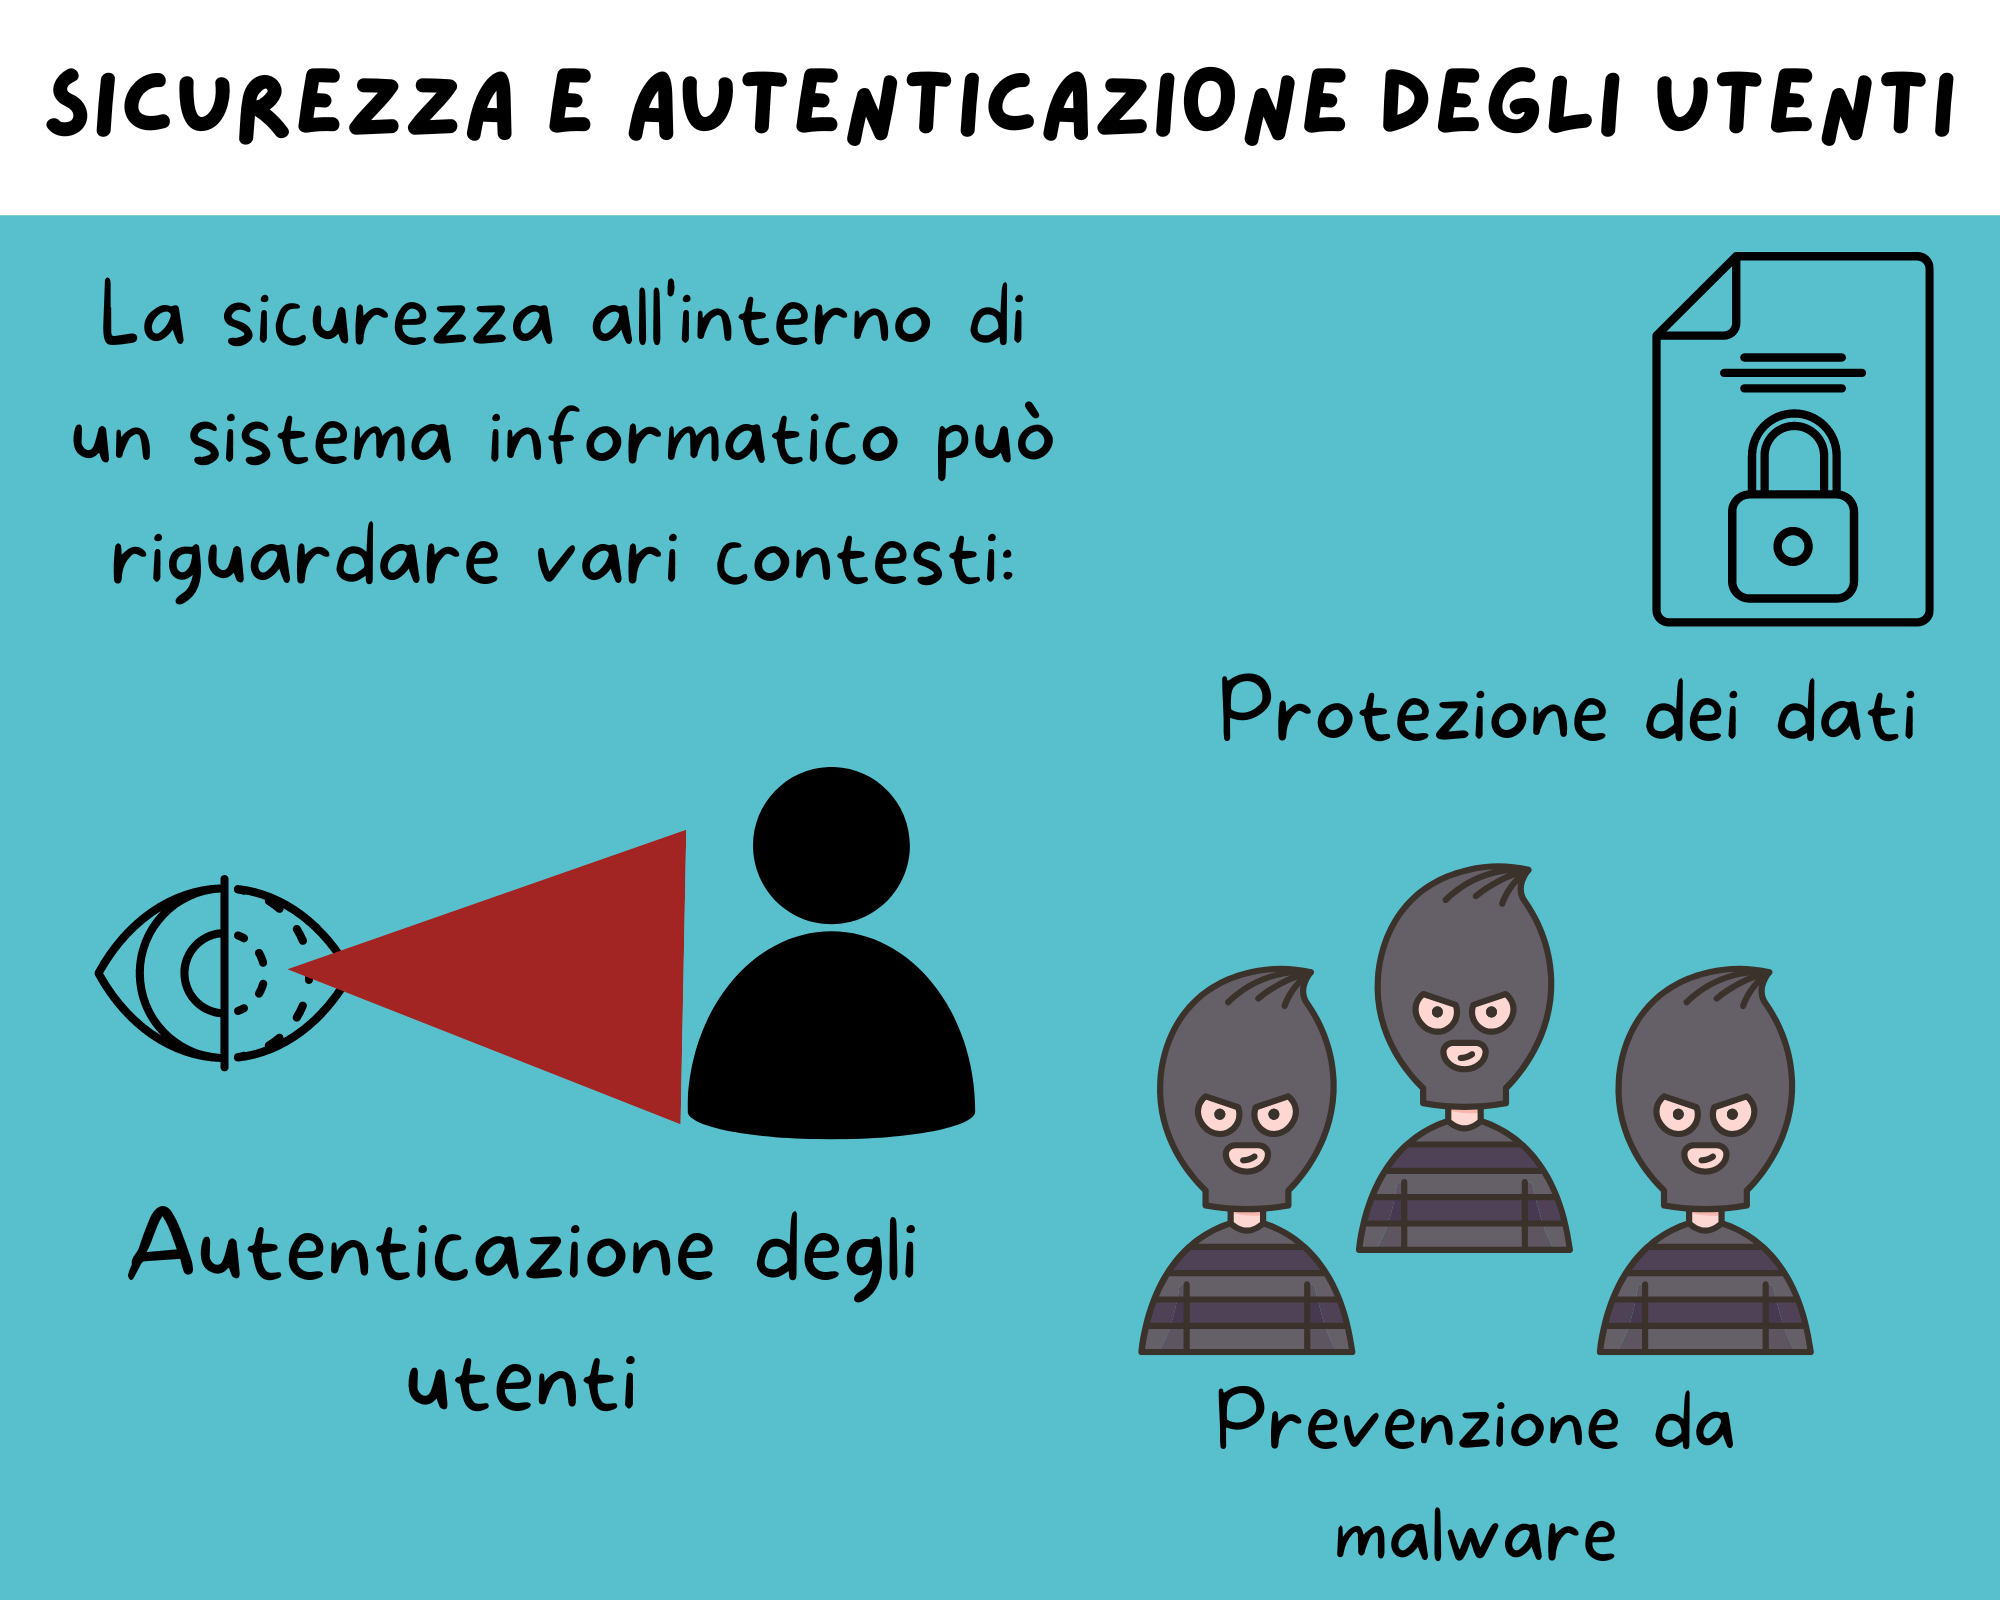 SICUREZZA E AUTENTICAZIONE DEGLI UTENTI
La sicurezza all'interno di
un sistema informatico può
riguardare vari contesti:
Protezione dei dati
Autenticazione degli
utenti
Prevenzione da
malware